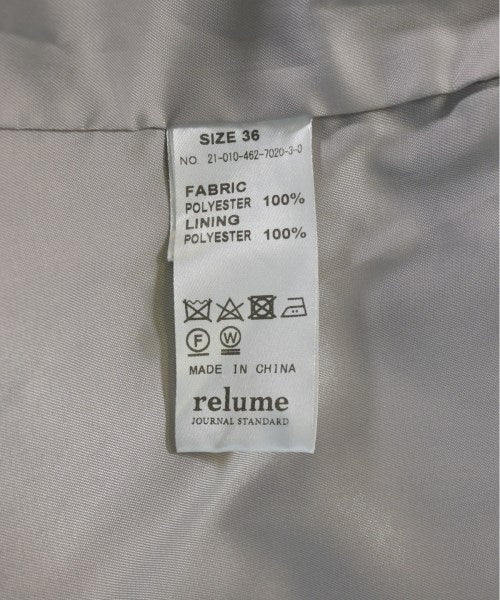 SIZE 36
NO. 21-010-462-7020-3-0
FABRIC
POLYESTER 100%
LINING
POLYESTER 100%
F W
MADE IN CHINA
relume
JOURNAL STANDARD